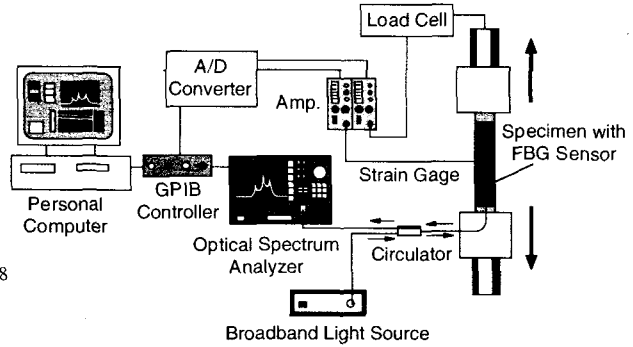 Load Cell
A/D
Converter
Amp.
Specimen with
FBG Sensor
Strain Gage
GPIB
Controller
Personal
Computer
Optical Spectrum
Analyzer
Circulator
8
Broadband Light Source